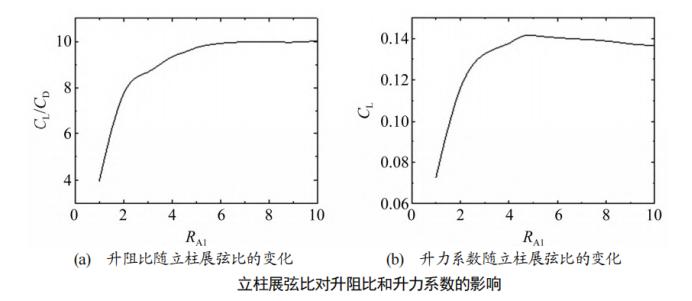 10
8
6
4
C_L/C_D
0 2 4 6 8 10
R_A1
(a) 升阻比随立柱展弦比的变化
0.14
0.12
0.10
0.08
0.06
C_L
0 2 4 6 8 10
R_A1
(b) 升力系数随立柱展弦比的变化
立柱展弦比对升阻比和升力系数的影响